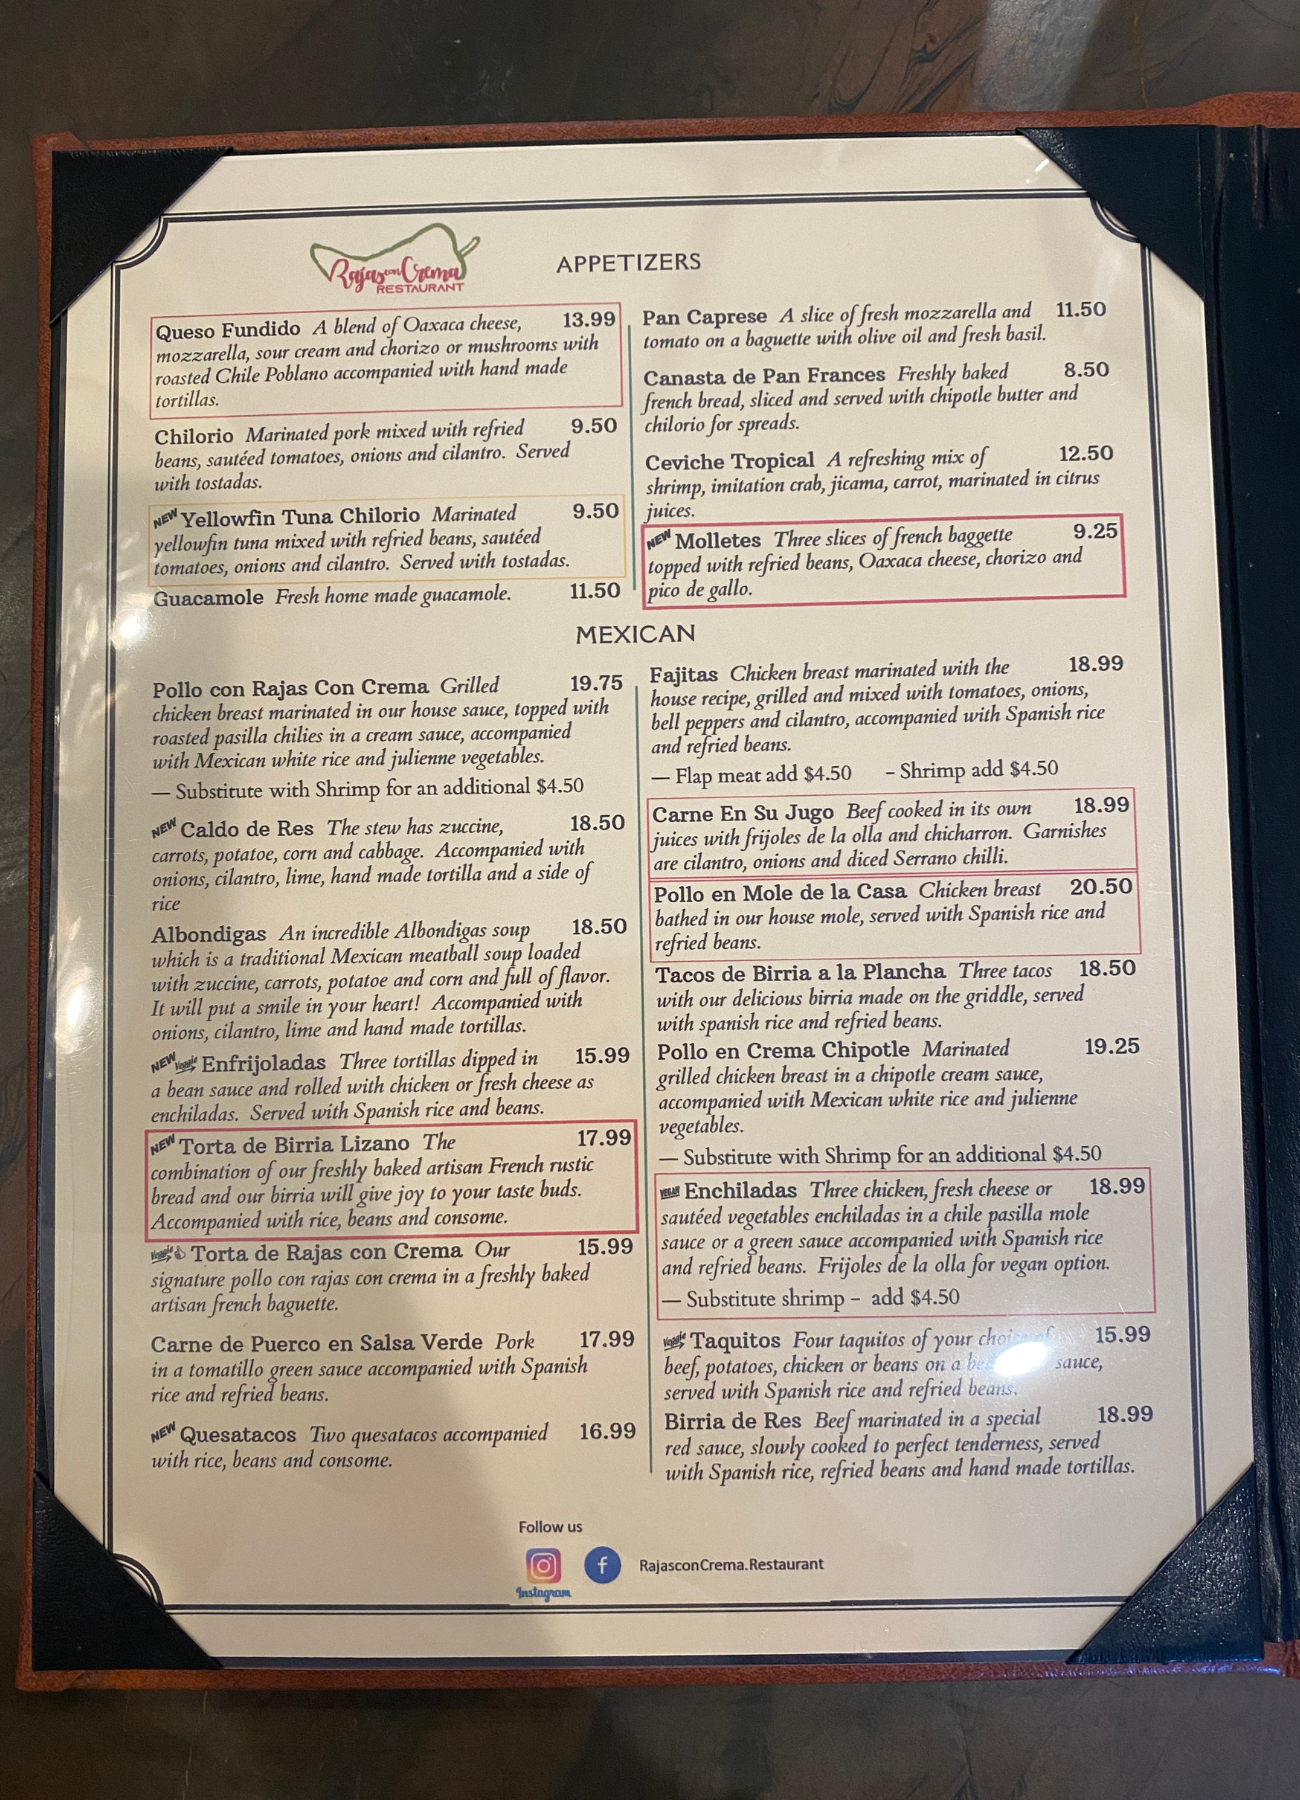 Rajas con Crema
RESTAURANT
APPETIZERS
Queso Fundido A blend of Oaxaca cheese, 13.99
mozzarella, sour cream and chorizo or mushrooms with
roasted Chile Poblano accompanied with hand made
tortillas.
Chilorio Marinated pork mixed with refried 9.50
beans, sautéed tomatoes, onions and cilantro. Served
with tostadas.
NEW Yellowfin Tuna Chilorio Marinated 9.50
yellowfin tuna mixed with refried beans, sautéed
tomatoes, onions and cilantro. Served with tostadas.
Guacamole Fresh home made guacamole. 11.50
Pan Caprese A slice of fresh mozzarella and 11.50
tomato on a baguette with olive oil and fresh basil.
Canasta de Pan Frances Freshly baked 8.50
french bread, sliced and served with chipotle butter and
chilorio for spreads.
Ceviche Tropical A refreshing mix of 12.50
shrimp, imitation crab, jicama, carrot, marinated in citrus
juices.
NEW Molletes Three slices of french baggette 9.25
topped with refried beans, Oaxaca cheese, chorizo and
pico de gallo.
MEXICAN
Pollo con Rajas Con Crema Grilled 19.75
chicken breast marinated in our house sauce, topped with
roasted pasilla chilies in a cream sauce, accompanied
with Mexican white rice and julienne vegetables.
— Substitute with Shrimp for an additional $4.50
NEW Caldo de Res The stew has zuccine, 18.50
carrots, potatoe, corn and cabbage. Accompanied with
onions, cilantro, lime, hand made tortilla and a side of
rice
Albondigas An incredible Albondigas soup 18.50
which is a traditional Mexican meatball soup loaded
with zuccine, carrots, potatoe and corn and full of flavor.
It will put a smile in your heart! Accompanied with
onions, cilantro, lime and hand made tortillas.
NEW Veggie Enfrijoladas Three tortillas dipped in 15.99
a bean sauce and rolled with chicken or fresh cheese as
enchiladas. Served with Spanish rice and beans.
NEW Torta de Birria Lizano The 17.99
combination of our freshly baked artisan French rustic
bread and our birria will give joy to your taste buds.
Accompanied with rice, beans and consome.
Veggie Torta de Rajas con Crema Our 15.99
signature pollo con rajas con crema in a freshly baked
artisan french baguette.
Carne de Puerco en Salsa Verde Pork 17.99
in a tomatillo green sauce accompanied with Spanish
rice and refried beans.
NEW Quesatacos Two quesatacos accompanied 16.99
with rice, beans and consome.
Fajitas Chicken breast marinated with the 18.99
house recipe, grilled and mixed with tomatoes, onions,
bell peppers and cilantro, accompanied with Spanish rice
and refried beans.
— Flap meat add $4.50 – Shrimp add $4.50
Carne En Su Jugo Beef cooked in its own 18.99
juices with frijoles de la olla and chicharron. Garnishes
are cilantro, onions and diced Serrano chilli.
Pollo en Mole de la Casa Chicken breast 20.50
bathed in our house mole, served with Spanish rice and
refried beans.
Tacos de Birria a la Plancha Three tacos 18.50
with our delicious birria made on the griddle, served
with spanish rice and refried beans.
Pollo en Crema Chipotle Marinated 19.25
grilled chicken breast in a chipotle cream sauce,
accompanied with Mexican white rice and julienne
vegetables.
— Substitute with Shrimp for an additional $4.50
VEGAN Enchiladas Three chicken, fresh cheese or 18.99
sautéed vegetables enchiladas in a chile pasilla mole
sauce or a green sauce accompanied with Spanish rice
and refried beans. Frijoles de la olla for vegan option.
— Substitute shrimp – add $4.50
Veggie Taquitos Four taquitos of your choice of 15.99
beef, potatoes, chicken or beans on a sauce,
served with Spanish rice and refried beans.
Birria de Res Beef marinated in a special 18.99
red sauce, slowly cooked to perfect tenderness, served
with Spanish rice, refried beans and hand made tortillas.
Follow us
Instagram
f
RajasconCrema.Restaurant